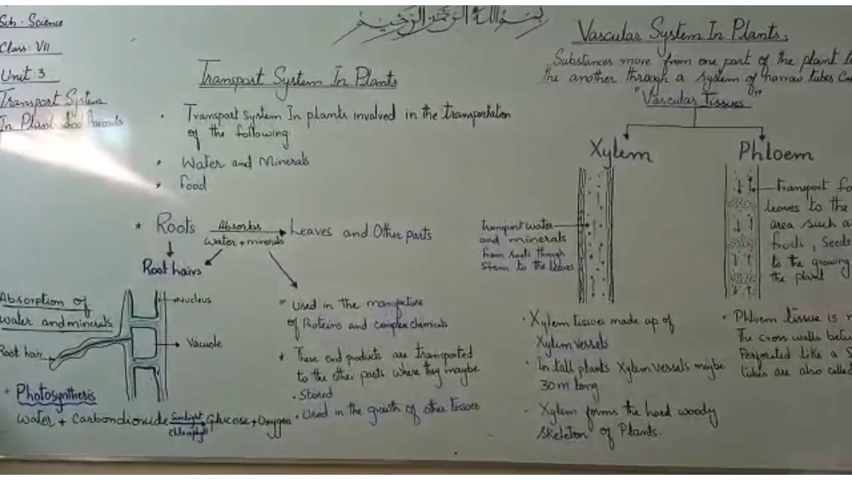 Sub. Science
Class: VII
Unit 3
Transport System
In Plant
بسم الله الرحمن الرحيم
Transport System In Plants
Transport System In plants involved in the transportation
of the following
Water and Minerals
food
* Roots Absorbs Water + minerals Leaves and Other parts
Root hairs
Absorption of
water and minerals
Root hair
Nucleus
Vacuole
Used in the
of Proteins and complex chemicals
* These end products are transported
to the other parts where they maybe
Stored
Used in the growth of other tissues
* Photosynthesis
Water + Carbondioxide Sunlight Chlorophyll Glucose + Oxygen
Vascular System In Plants.
Substances move from one part of the plant to
the another through a system of narrow tubes
"Vascular Tissues"
Xylem
Phloem
transport water
and minerals
from roots through
Stem to the leaves
Transport
leaves to the
area such
fruits, Seeds
to the growing
the plant
Xylem tissues made up of
Xylem vessels
In tall plants Xylem vessels maybe
30 m long
Xylem forms the hard woody
Skeleton of Plants.
Phloem tissue is
The cross walls
Perforated like a
tubes are also called